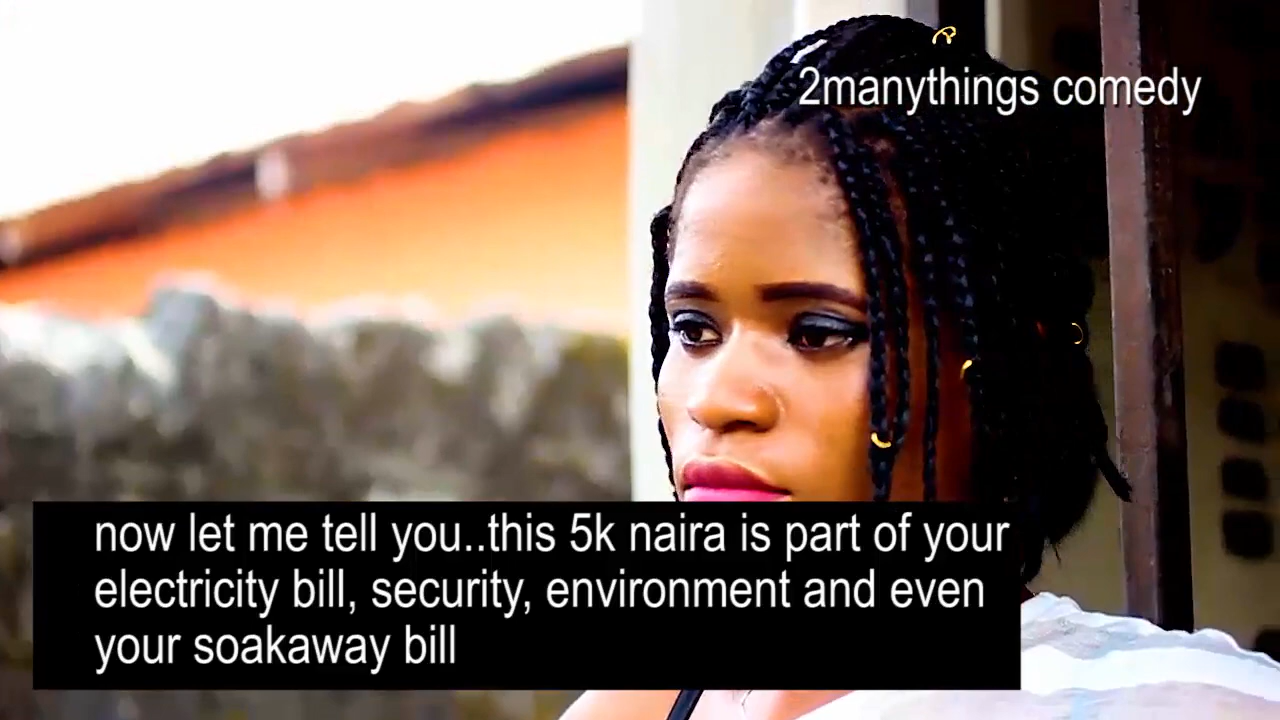 2manythings comedy
now let me tell you..this 5k naira is part of your
electricity bill, security, environment and even
your soakaway bill